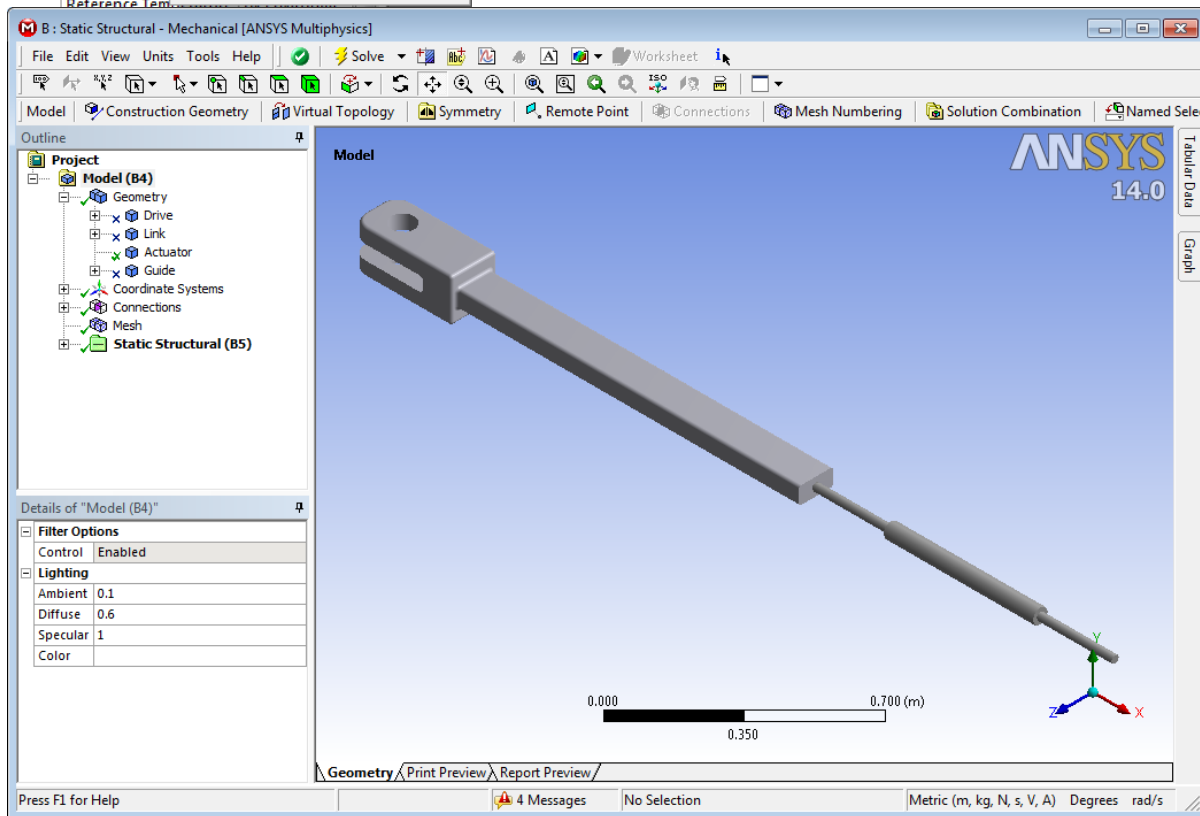 Reference Tem
B : Static Structural - Mechanical [ANSYS Multiphysics]
File Edit View Units Tools Help Solve A Worksheet
Model Construction Geometry Virtual Topology Symmetry Remote Point Connections Mesh Numbering Solution Combination Named Sele
Outline
Project
Model (B4)
Geometry
Drive
Link
Actuator
Guide
Coordinate Systems
Connections
Mesh
Static Structural (B5)
Details of "Model (B4)"
Filter Options
Control Enabled
Lighting
Ambient 0.1
Diffuse 0.6
Specular 1
Color
Model
ANSYS
14.0
Y
Z X
0.000 0.700 (m)
0.350
Geometry Print Preview Report Preview
Tabular Data
Graph
Press F1 for Help 4 Messages No Selection Metric (m, kg, N, s, V, A) Degrees rad/s